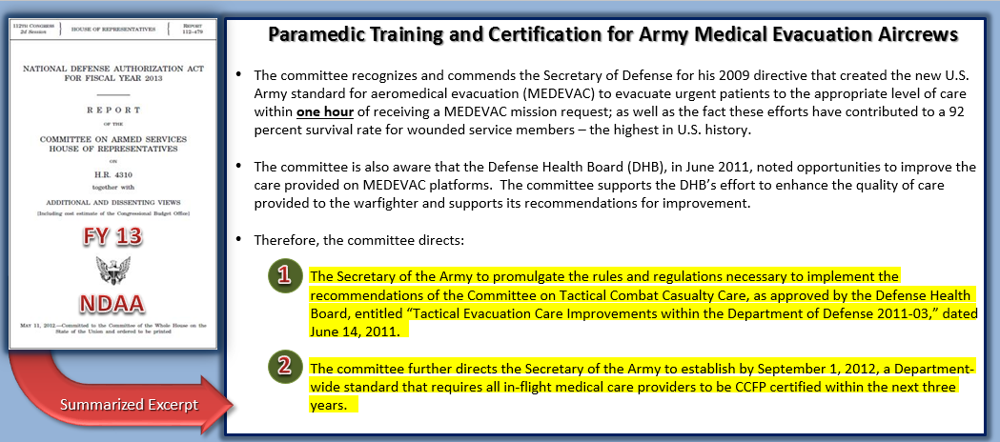 112TH CONGRESS
2d Session
HOUSE OF REPRESENTATIVES
REPORT
112–479
NATIONAL DEFENSE AUTHORIZATION ACT
FOR FISCAL YEAR 2013
R E P O R T
OF THE
COMMITTEE ON ARMED SERVICES
HOUSE OF REPRESENTATIVES
ON
H.R. 4310
together with
ADDITIONAL AND DISSENTING VIEWS
[Including cost estimate of the Congressional Budget Office]
FY 13
NDAA
MAY 11, 2012.—Committed to the Committee of the Whole House on the
State of the Union and ordered to be printed
Summarized Excerpt
Paramedic Training and Certification for Army Medical Evacuation Aircrews
• The committee recognizes and commends the Secretary of Defense for his 2009 directive that created the new U.S.
Army standard for aeromedical evacuation (MEDEVAC) to evacuate urgent patients to the appropriate level of care
within one hour of receiving a MEDEVAC mission request; as well as the fact these efforts have contributed to a 92
percent survival rate for wounded service members – the highest in U.S. history.
• The committee is also aware that the Defense Health Board (DHB), in June 2011, noted opportunities to improve the
care provided on MEDEVAC platforms.  The committee supports the DHB's effort to enhance the quality of care
provided to the warfighter and supports its recommendations for improvement.
• Therefore, the committee directs:
1
The Secretary of the Army to promulgate the rules and regulations necessary to implement the
recommendations of the Committee on Tactical Combat Casualty Care, as approved by the Defense Health
Board, entitled “Tactical Evacuation Care Improvements within the Department of Defense 2011-03,” dated
June 14, 2011.
2
The committee further directs the Secretary of the Army to establish by September 1, 2012, a Department-
wide standard that requires all in-flight medical care providers to be CCFP certified within the next three
years.